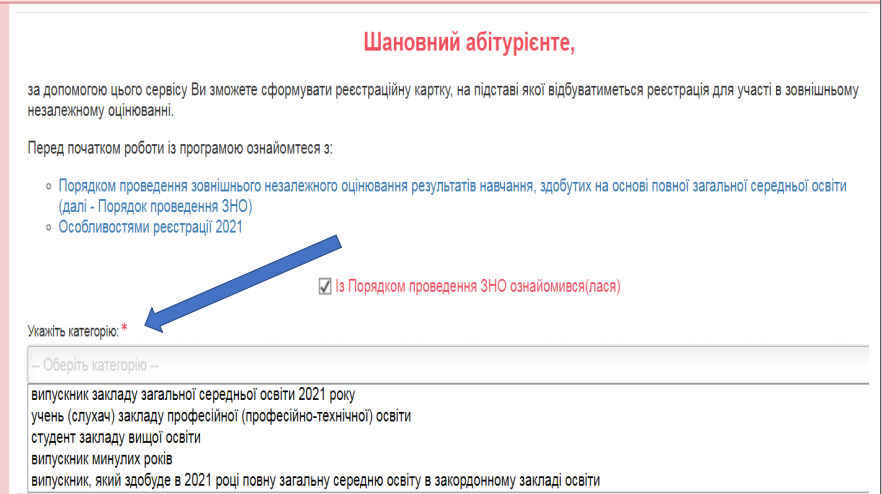 Шановний абітурієнте,
за допомогою цього сервісу Ви зможете сформувати реєстраційну картку, на підставі якої відбуватиметься реєстрація для участі в зовнішньому
незалежному оцінюванні.
Перед початком роботи із програмою ознайомтеся з:
Порядком проведення зовнішнього незалежного оцінювання результатів навчання, здобутих на основі повної загальної середньої освіти
(далі - Порядок проведення ЗНО)
Особливостями реєстрації 2021
Із Порядком проведення ЗНО ознайомився(лася)
Укажіть категорію: *
-- Оберіть категорію --
випускник закладу загальної середньої освіти 2021 року
учень (слухач) закладу професійної (професійно-технічної) освіти
студент закладу вищої освіти
випускник минулих років
випускник, який здобуде в 2021 році повну загальну середню освіту в закордонному закладі освіти